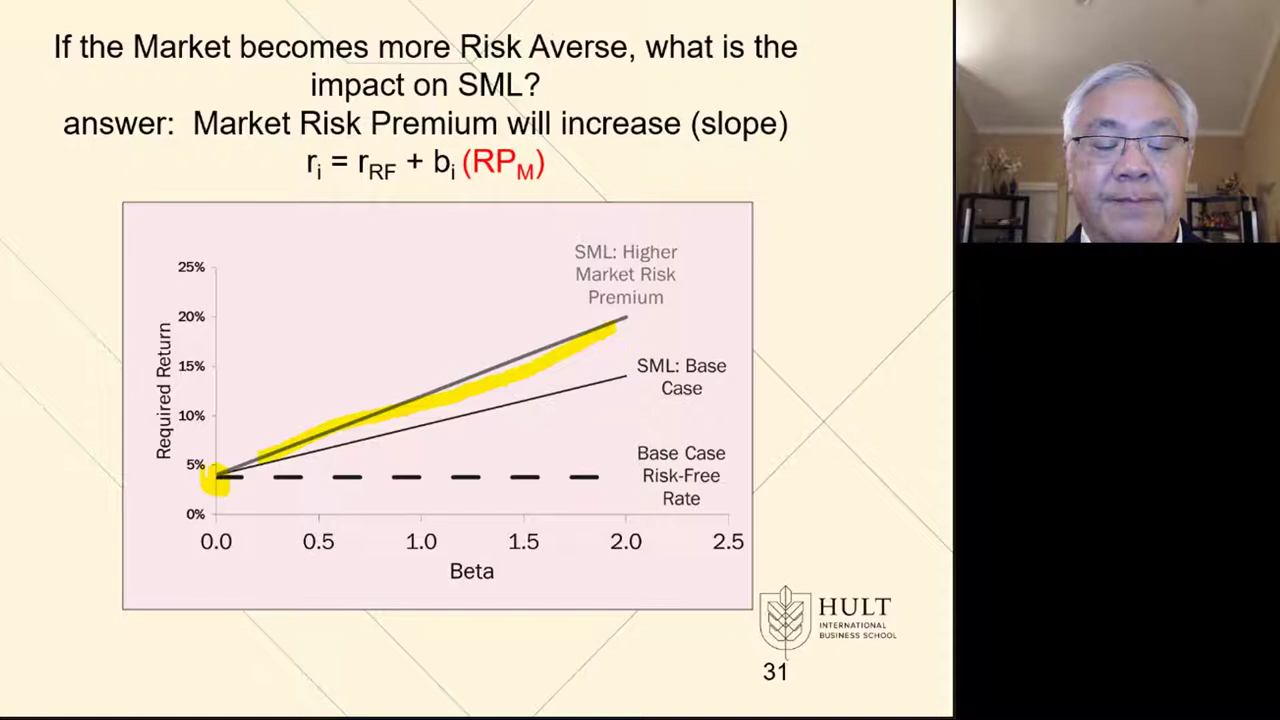 If the Market becomes more Risk Averse, what is the
impact on SML?
answer: Market Risk Premium will increase (slope)
rᵢ = rRF + bᵢ (RPM)
SML: Higher
Market Risk
Premium
25%
20%
15%
10%
5%
0%
Required Return
SML: Base
Case
Base Case
Risk-Free
Rate
0.0 0.5 1.0 1.5 2.0 2.5
Beta
HULT
INTERNATIONAL
BUSINESS SCHOOL
31